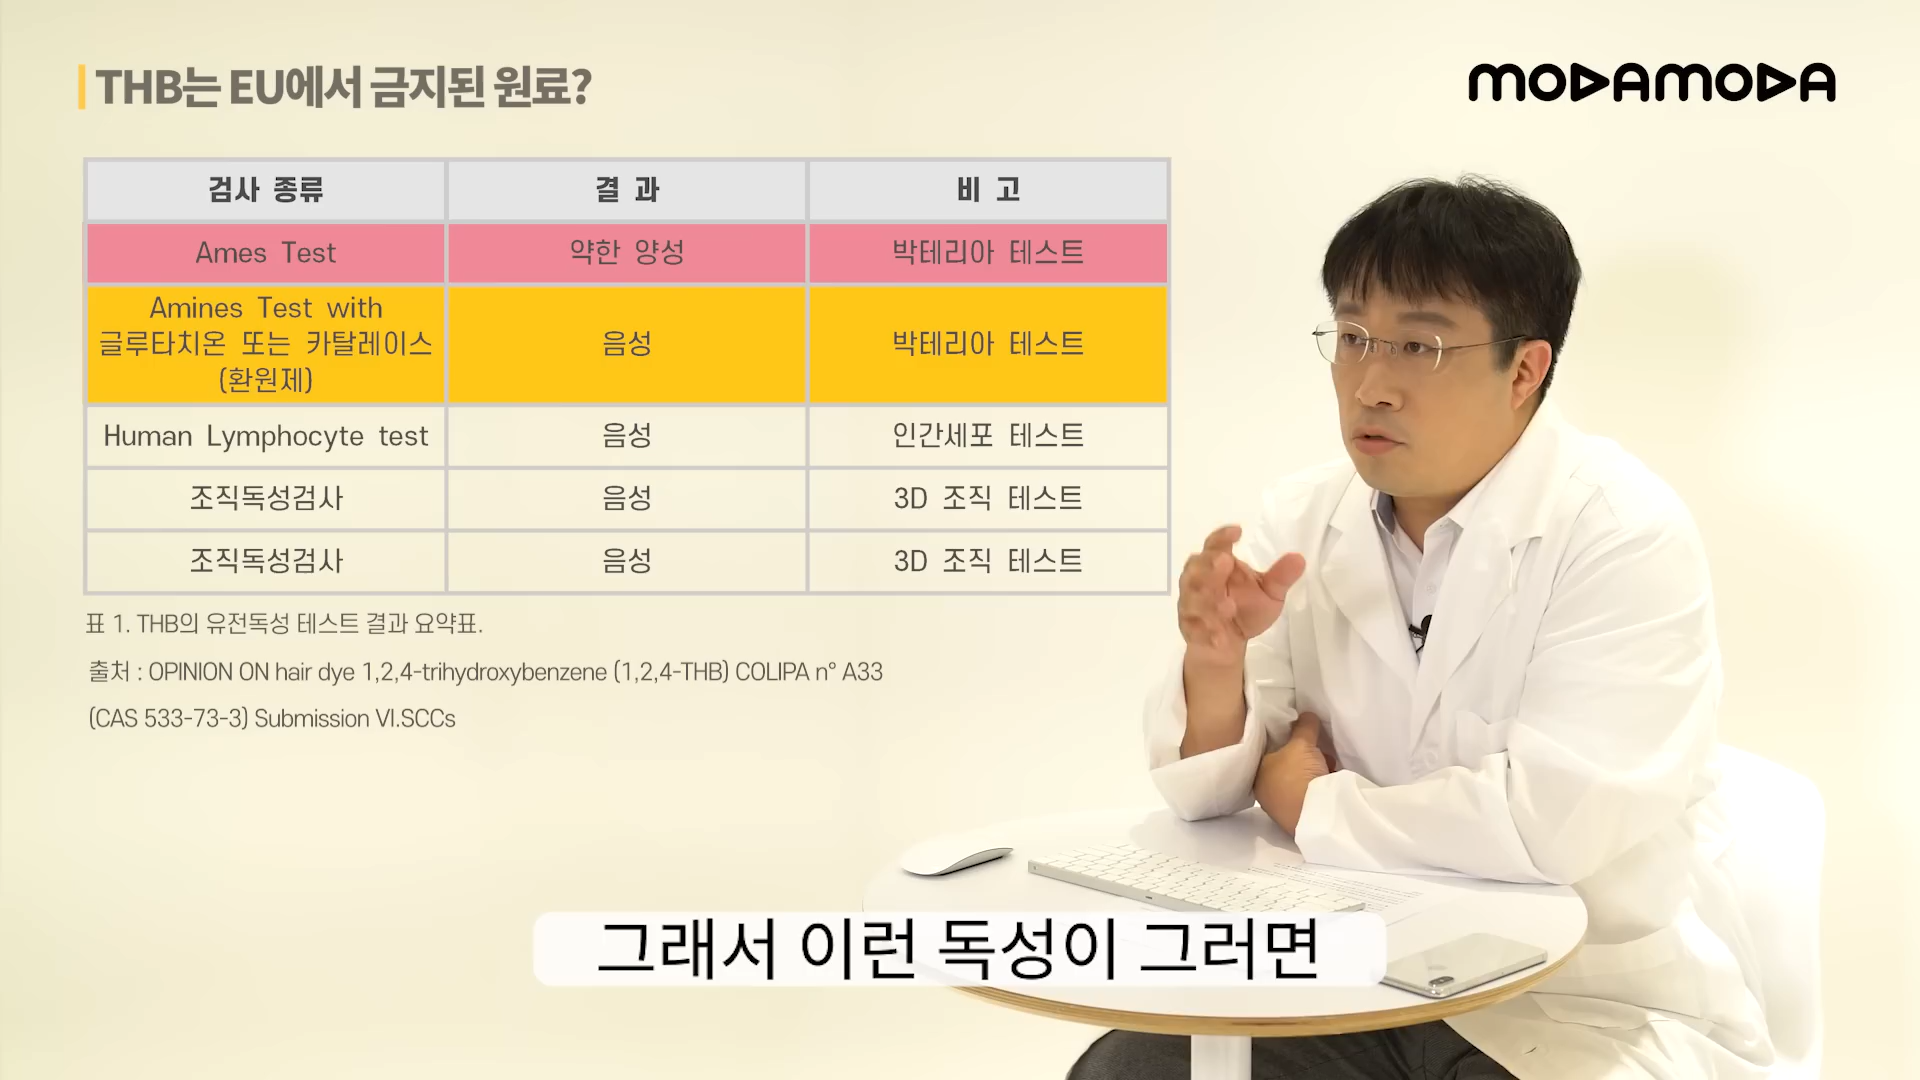 THB는 EU에서 금지된 원료?
MODAMODA
검사 종류 결 과 비 고
Ames Test 약한 양성 박테리아 테스트
Amines Test with
글루타치온 또는 카탈레이스
(환원제)
음성 박테리아 테스트
Human Lymphocyte test 음성 인간세포 테스트
조직독성검사 음성 3D 조직 테스트
조직독성검사 음성 3D 조직 테스트
표 1. THB의 유전독성 테스트 결과 요약표.
출처 : OPINION ON hair dye 1,2,4-trihydroxybenzene (1,2,4-THB) COLIPA n° A33
(CAS 533-73-3) Submission VI.SCCs
그래서 이런 독성이 그러면